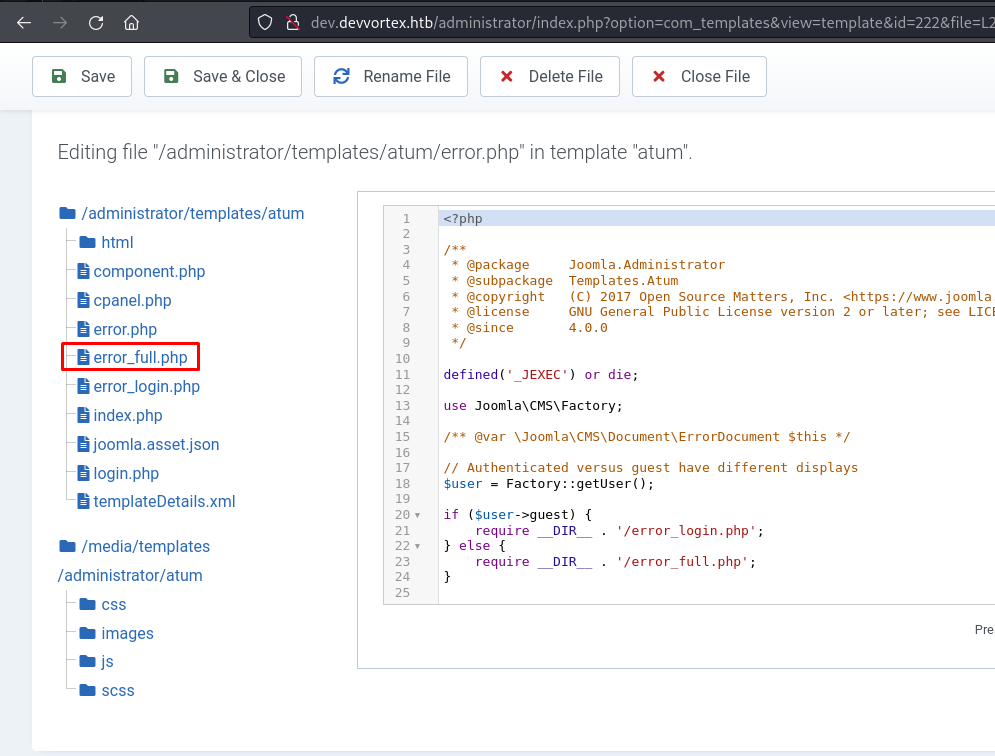 dev.devvortex.htb/administrator/index.php?option=com_templates&view=template&id=222&file=L2
Save
Save & Close
Rename File
Delete File
Close File
Editing file "/administrator/templates/atum/error.php" in template "atum".
/administrator/templates/atum
html
component.php
cpanel.php
error.php
error_full.php
error_login.php
index.php
joomla.asset.json
login.php
templateDetails.xml
/media/templates
/administrator/atum
css
images
js
scss
1 <?php
2
3 /**
4  * @package     Joomla.Administrator
5  * @subpackage  Templates.Atum
6  * @copyright   (C) 2017 Open Source Matters, Inc. <https://www.joomla.
7  * @license     GNU General Public License version 2 or later; see LICE
8  * @since       4.0.0
9  */
10
11 defined('_JEXEC') or die;
12
13 use Joomla\CMS\Factory;
14
15 /** @var \Joomla\CMS\Document\ErrorDocument $this */
16
17 // Authenticated versus guest have different displays
18 $user = Factory::getUser();
19
20 if ($user->guest) {
21     require __DIR__ . '/error_login.php';
22 } else {
23     require __DIR__ . '/error_full.php';
24 }
25
Pre